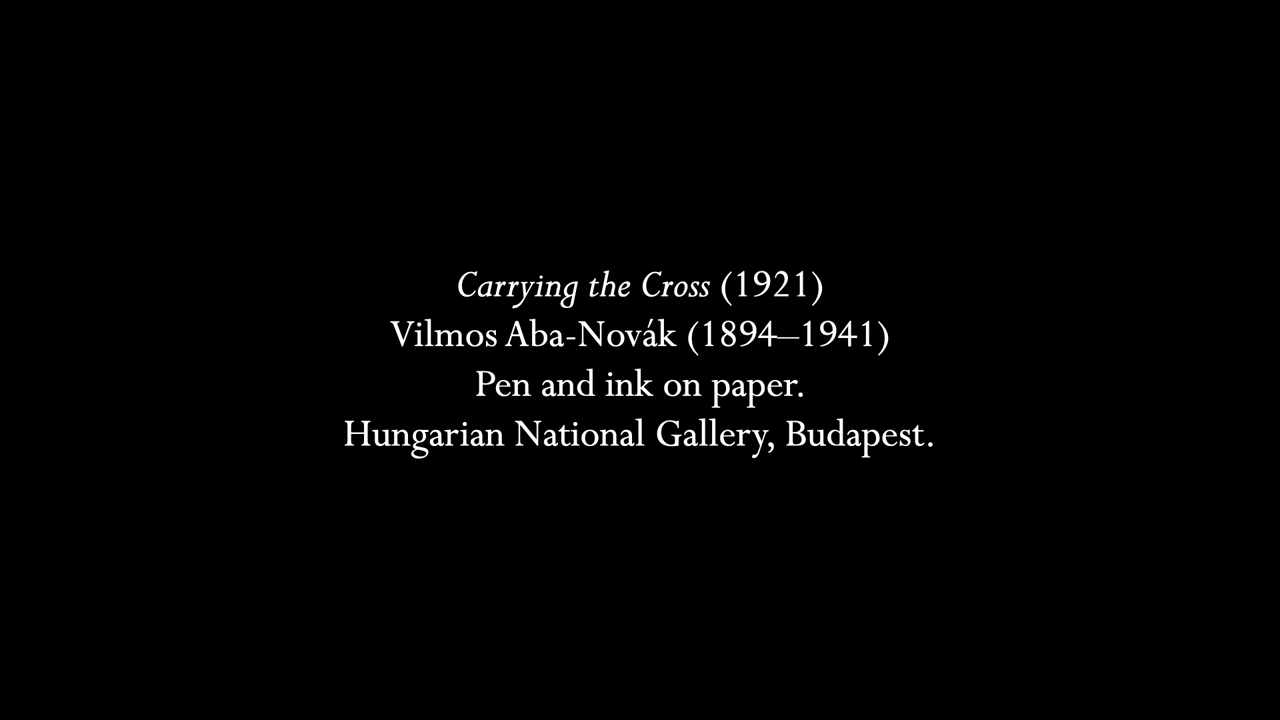 Carrying the Cross (1921)
Vilmos Aba-Novák (1894–1941)
Pen and ink on paper.
Hungarian National Gallery, Budapest.